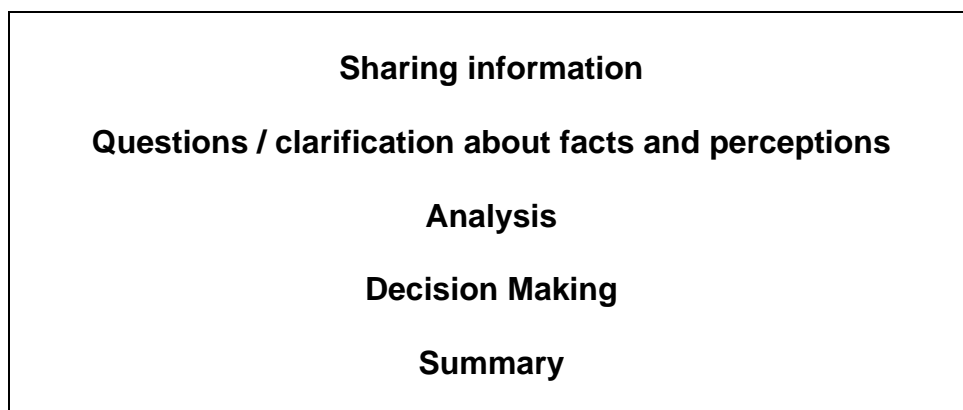 Sharing information
Questions / clarification about facts and perceptions
Analysis
Decision Making
Summary